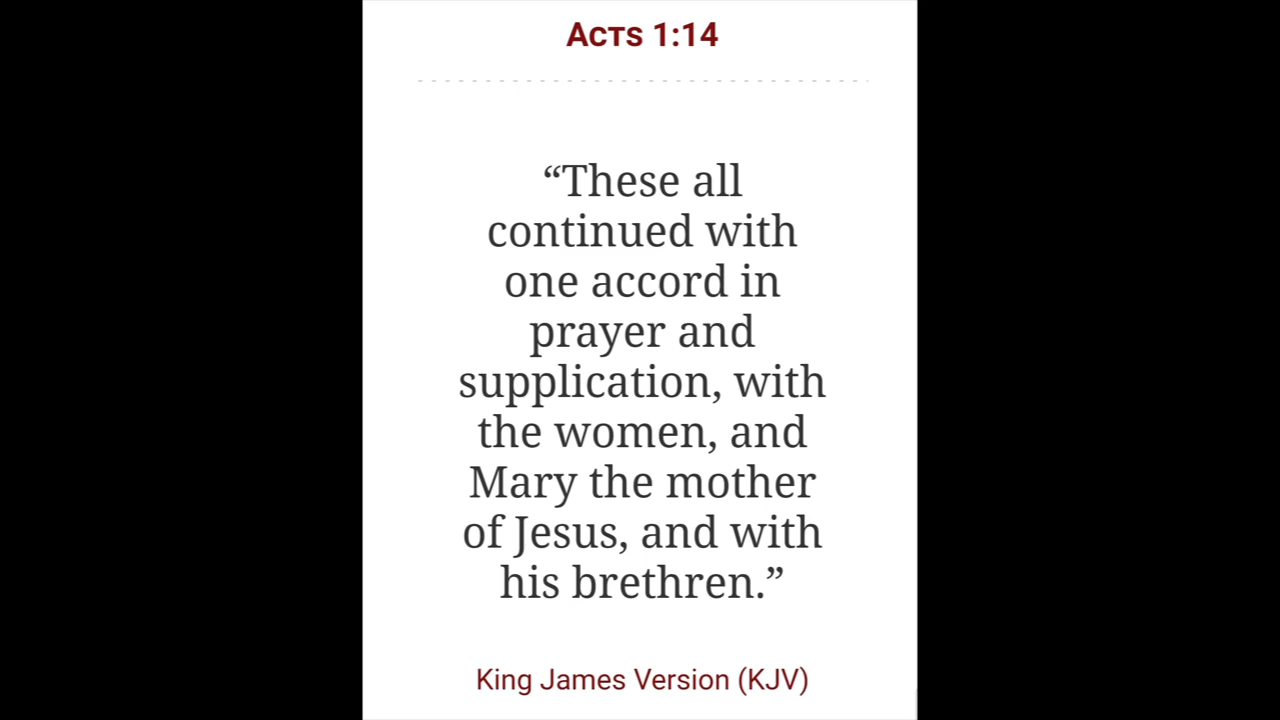 Acts 1:14
“These all
continued with
one accord in
prayer and
supplication, with
the women, and
Mary the mother
of Jesus, and with
his brethren.”
King James Version (KJV)